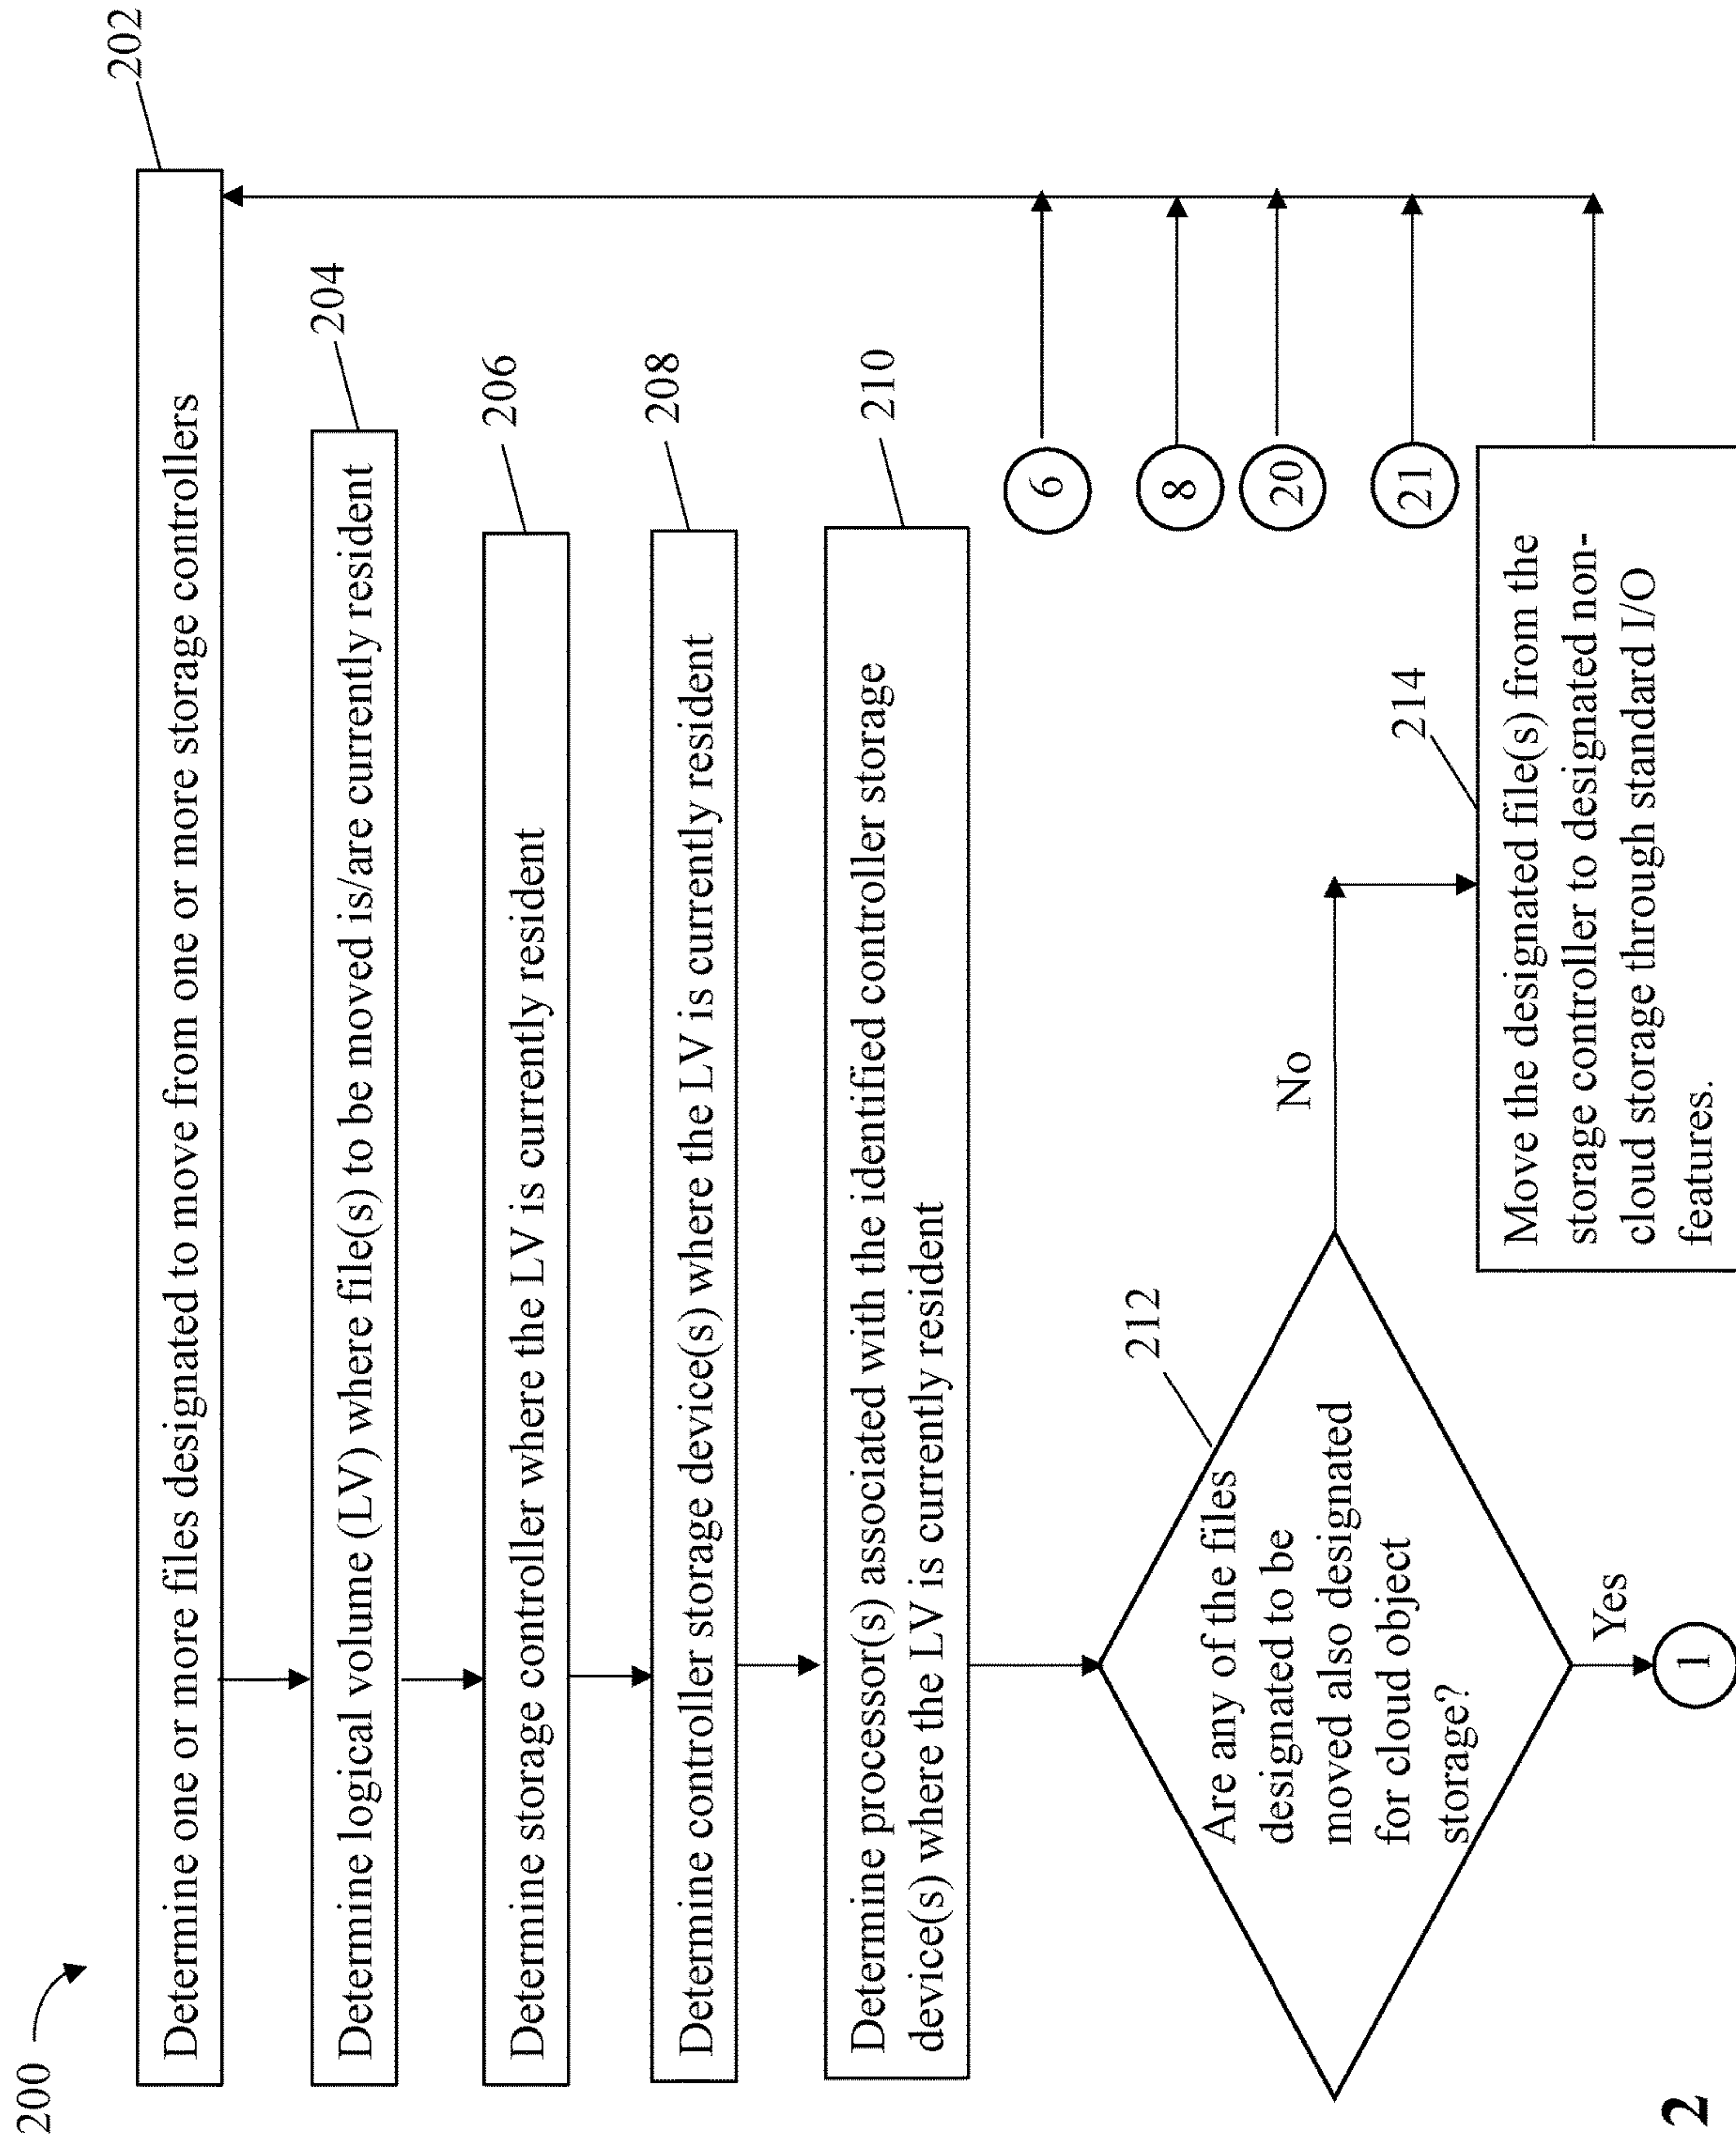 200
202
Determine one or more files designated to move from one or more storage controllers
204
Determine logical volume (LV) where file(s) to be moved is/are currently resident
206
Determine storage controller where the LV is currently resident
208
Determine controller storage device(s) where the LV is currently resident
210
Determine processor(s) associated with the identified controller storage
device(s) where the LV is currently resident
6
8
20
21
212
Are any of the files
designated to be
moved also designated
for cloud object
storage?
No
Yes
1
214
Move the designated file(s) from the
storage controller to designated non-
cloud storage through standard I/O
features.
2